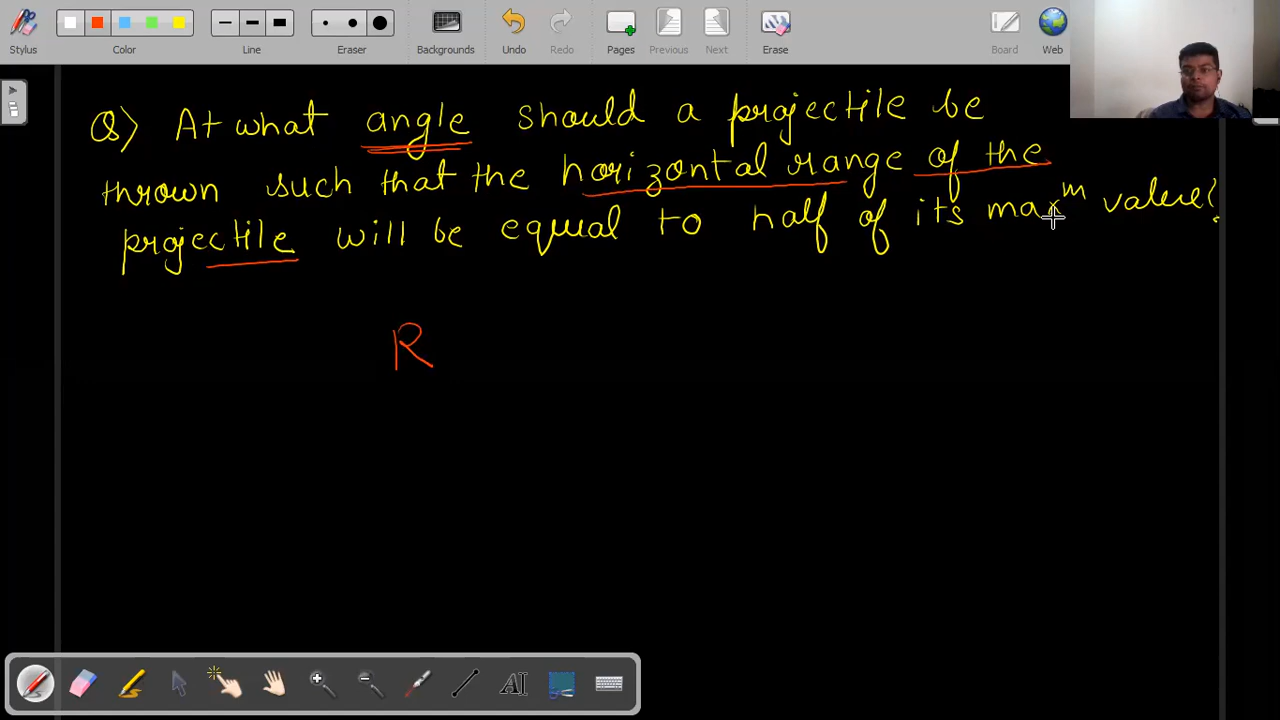 Stylus
Color
Line
Eraser
Backgrounds
Undo
Redo
Pages
Previous
Next
Erase
Board
Web
Q) At what angle should a projectile be
thrown such that the horizontal range of the
projectile will be equal to half of its maxᵐ value?
R
AI